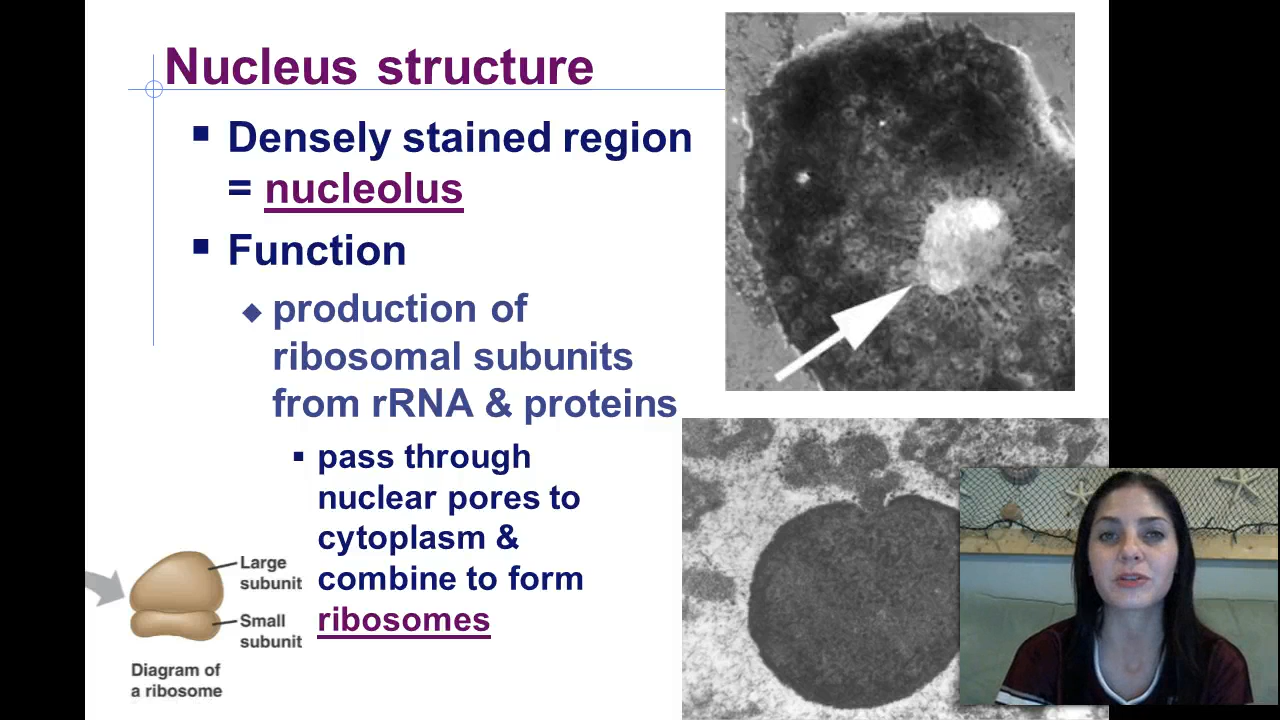 Nucleus structure
Densely stained region
= nucleolus
Function
production of
ribosomal subunits
from rRNA & proteins
pass through
nuclear pores to
cytoplasm &
combine to form
ribosomes
Large
subunit
Small
subunit
Diagram of
a ribosome